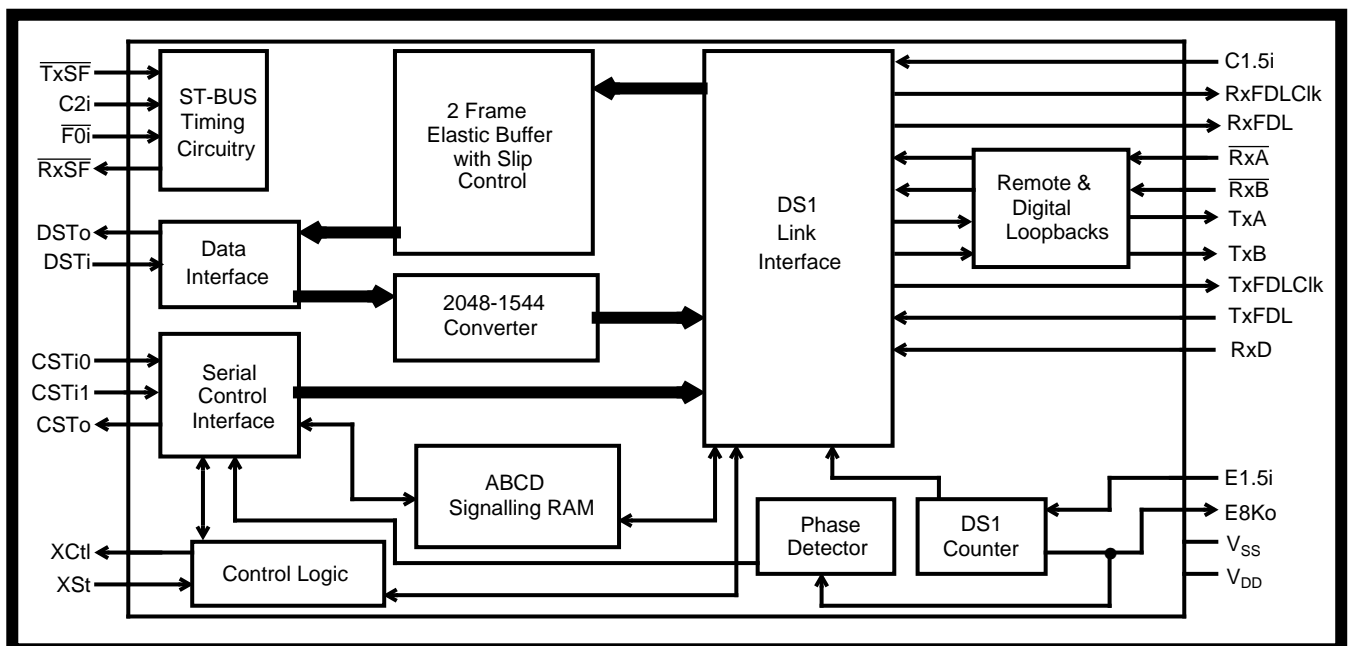 TxSF
C2i
F0i
RxSF
DSTo
DSTi
CSTi0
CSTi1
CSTo
XCtl
XSt
ST-BUS
Timing
Circuitry
2 Frame
Elastic Buffer
with Slip
Control
Data
Interface
2048-1544
Converter
Serial
Control
Interface
ABCD
Signalling RAM
Control Logic
DS1
Link
Interface
Remote &
Digital
Loopbacks
Phase
Detector
DS1
Counter
C1.5i
RxFDLClk
RxFDL
RxA
RxB
TxA
TxB
TxFDLClk
TxFDL
RxD
E1.5i
E8Ko
VSS
VDD